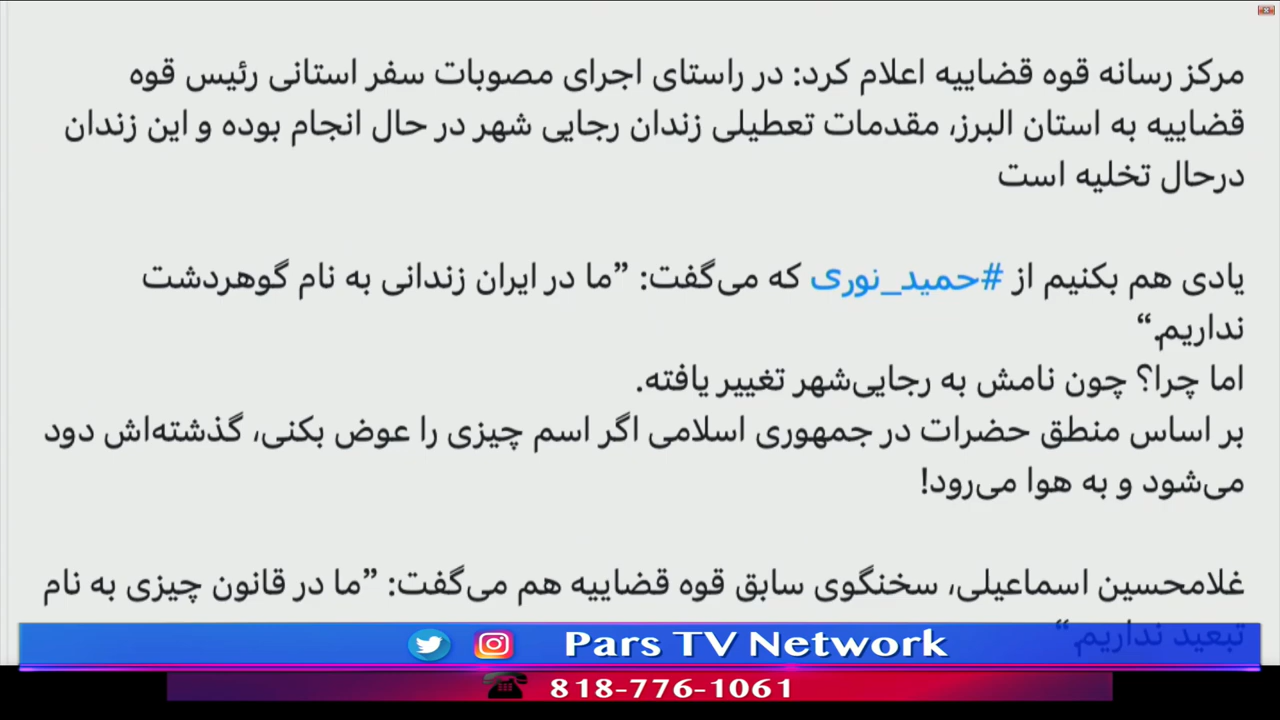 مرکز رسانه قوه قضاییه اعلام کرد: در راستای اجرای مصوبات سفر استانی رئیس قوه
قضاییه به استان البرز، مقدمات تعطیلی زندان رجایی شهر در حال انجام بوده و این زندان
درحال تخلیه است
یادی هم بکنیم از #حمید_نوری که می‌گفت: ”ما در ایران زندانی به نام گوهردشت
نداریم.“
اما چرا؟ چون نامش به رجایی‌شهر تغییر یافته.
بر اساس منطق حضرات در جمهوری اسلامی اگر اسم چیزی را عوض بکنی، گذشته‌اش دود
می‌شود و به هوا می‌رود!
غلامحسین اسماعیلی، سخنگوی سابق قوه قضاییه هم می‌گفت: ”ما در قانون چیزی به نام
تبعید نداریم.“
Pars TV Network
818-776-1061